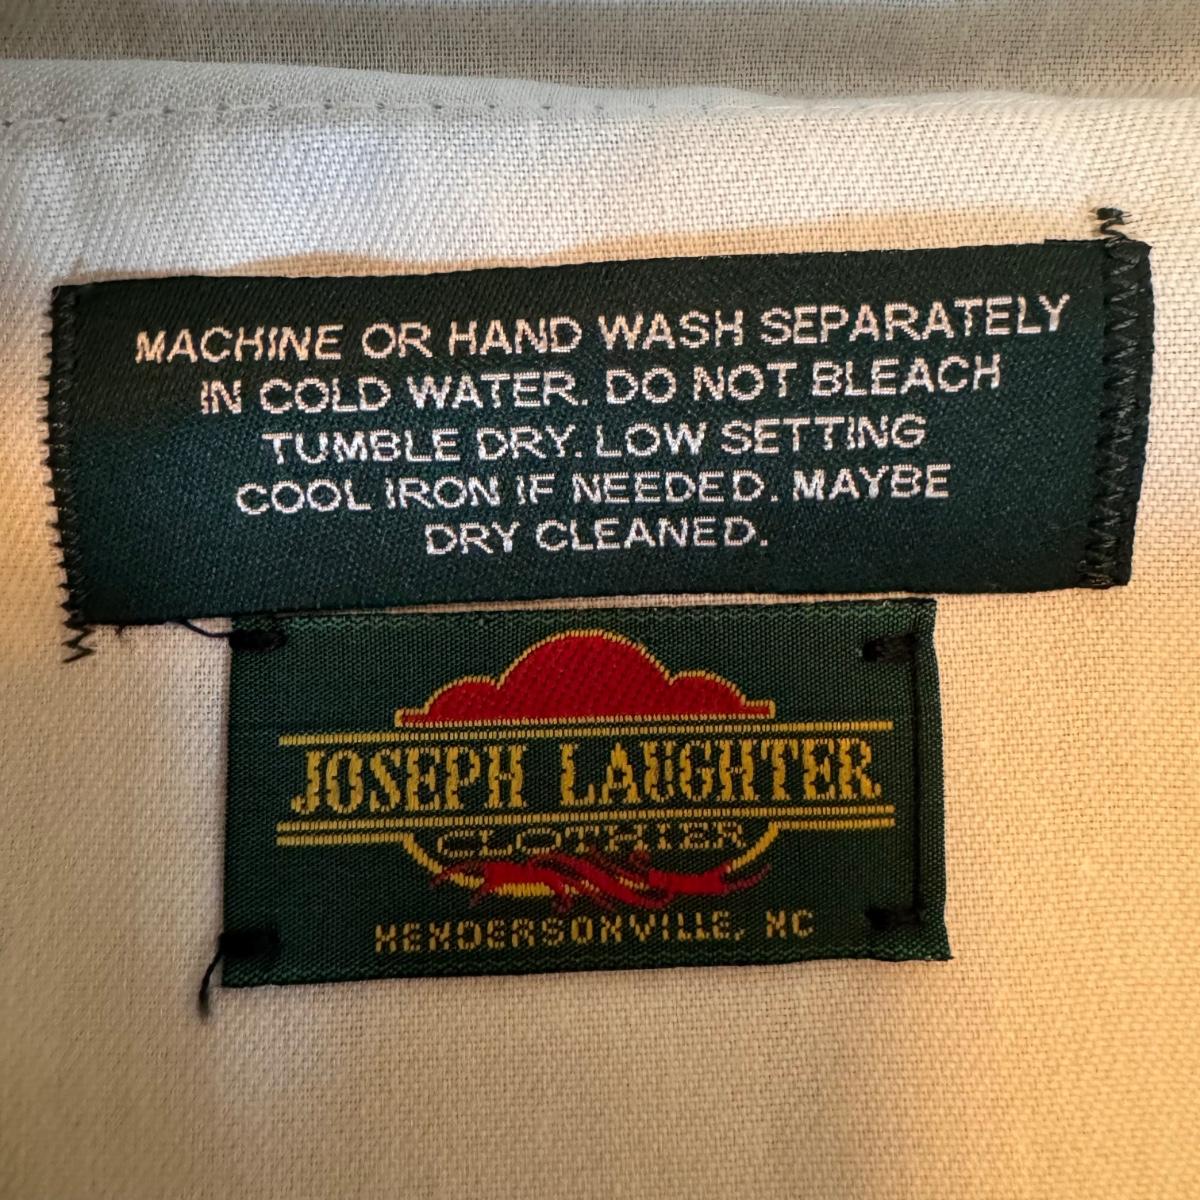 MACHINE OR HAND WASH SEPARATELY
IN COLD WATER. DO NOT BLEACH
TUMBLE DRY. LOW SETTING
COOL IRON IF NEEDED. MAYBE
DRY CLEANED.
JOSEPH LAUGHTER
CLOTHIER
HENDERSONVILLE, NC